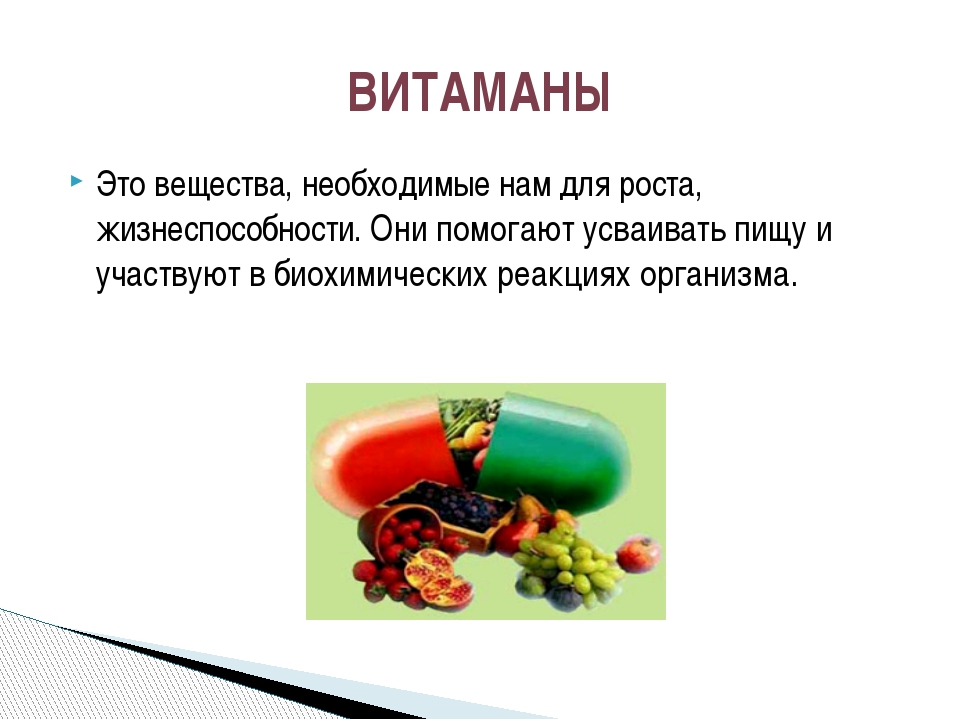 ВИТАМАНЫ
Это вещества, необходимые нам для роста,
жизнеспособности. Они помогают усваивать пищу и
участвуют в биохимических реакциях организма.